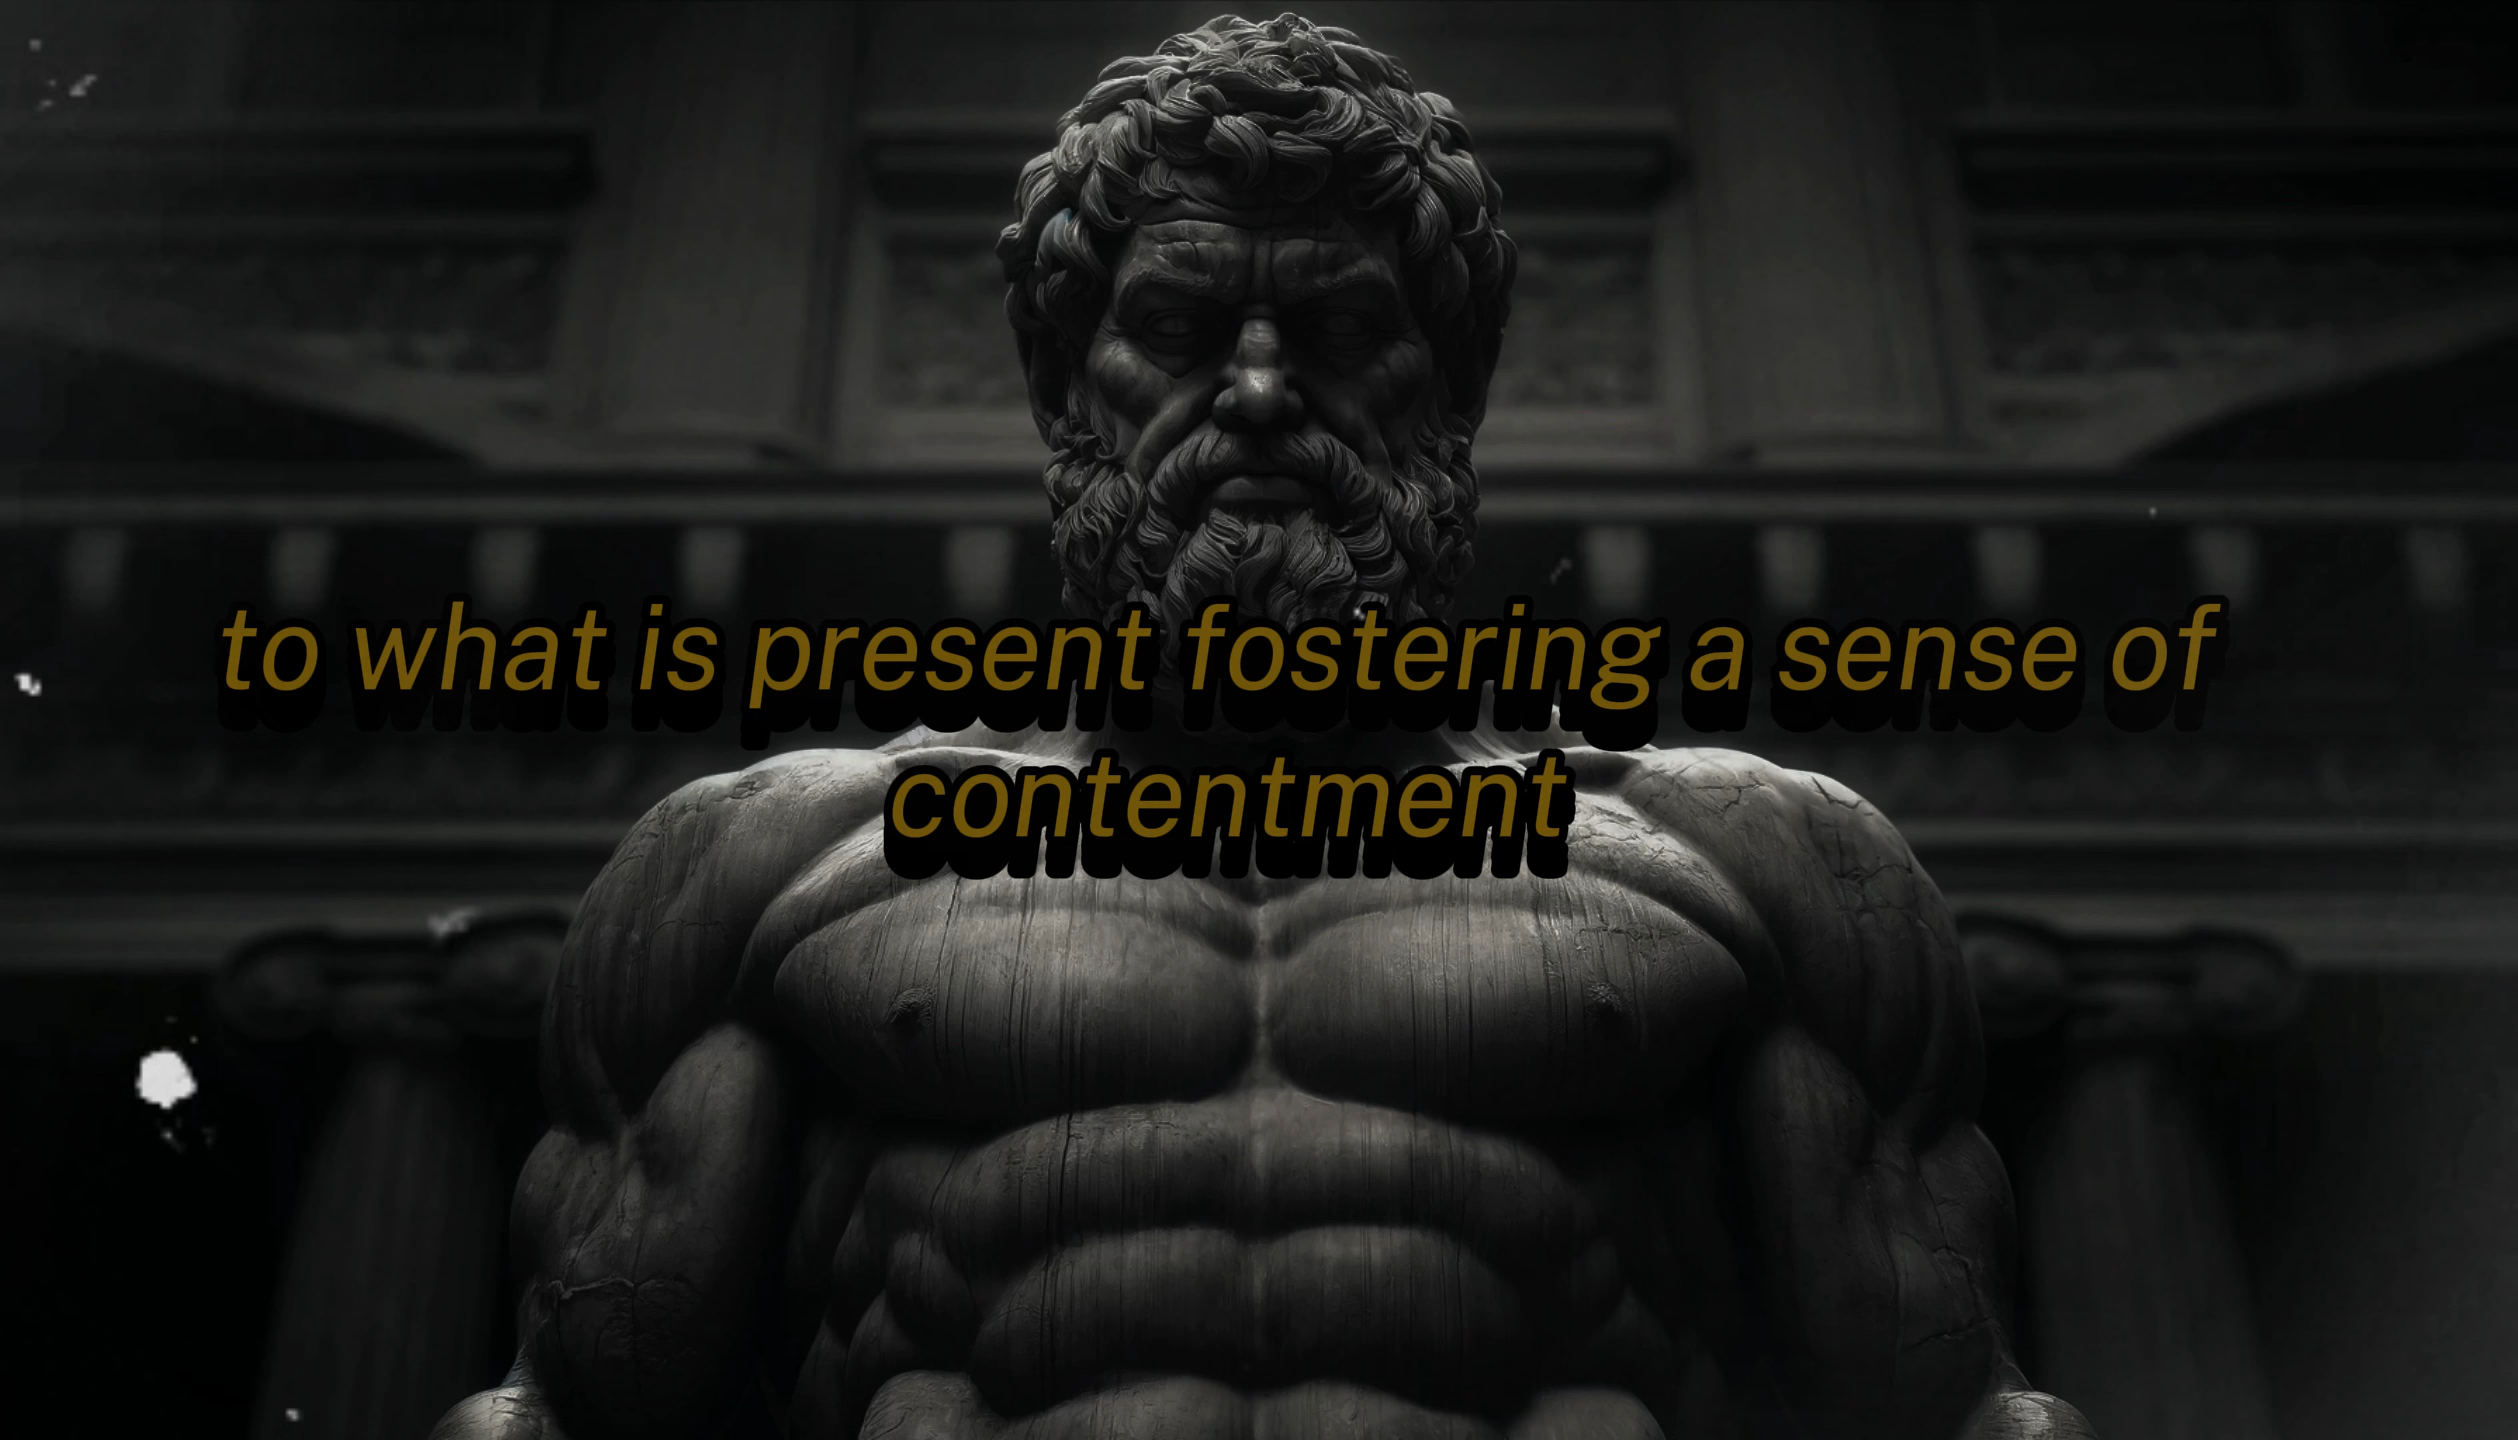 to what is present fostering a sense of
contentment